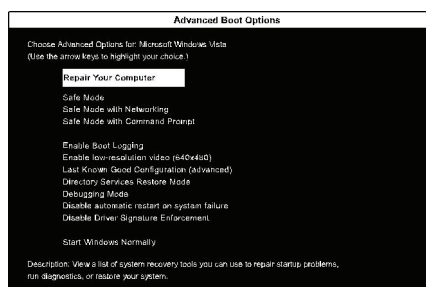 Advanced Boot Options
Choose Advanced Options for: Microsoft Windows Vista
(Use the arrow keys to highlight your choice.)
Repair Your Computer
Safe Mode
Safe Mode with Networking
Safe Mode with Command Prompt
Enable Boot Logging
Enable low-resolution video (640x480)
Last Known Good Configuration (advanced)
Directory Services Restore Mode
Debugging Mode
Disable automatic restart on system failure
Disable Driver Signature Enforcement
Start Windows Normally
Description: View a list of system recovery tools you can use to repair startup problems,
run diagnostics, or restore your system.